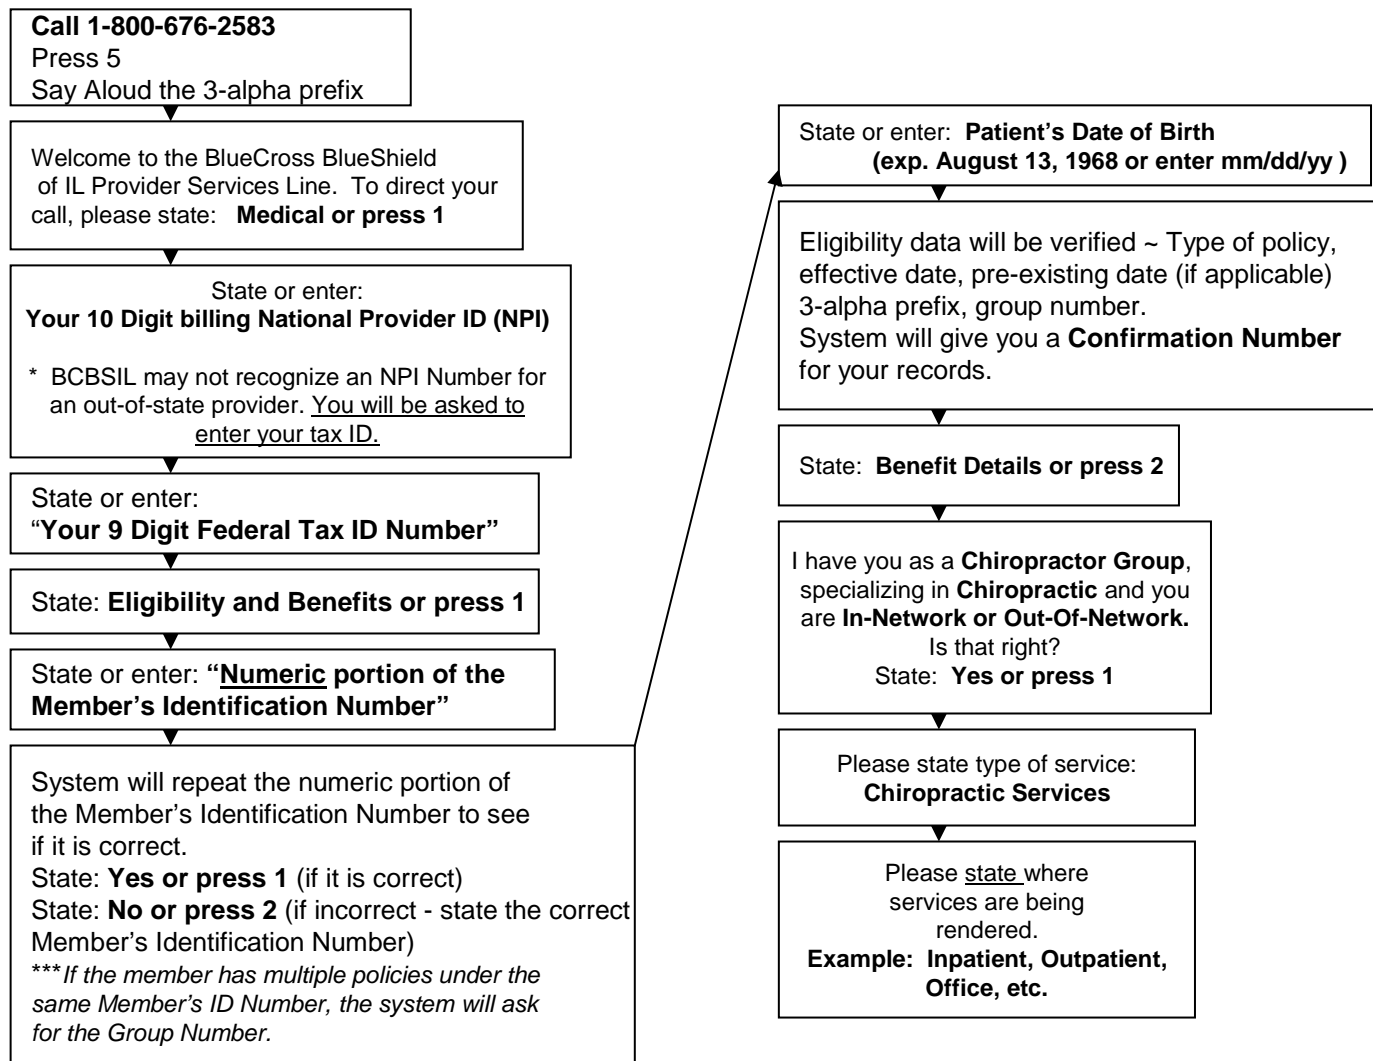 Call 1-800-676-2583
Press 5
Say Aloud the 3-alpha prefix
Welcome to the BlueCross BlueShield
of IL Provider Services Line. To direct your
call, please state: Medical or press 1
State or enter:
Your 10 Digit billing National Provider ID (NPI)
* BCBSIL may not recognize an NPI Number for
an out-of-state provider. You will be asked to
enter your tax ID.
State or enter:
“Your 9 Digit Federal Tax ID Number”
State: Eligibility and Benefits or press 1
State or enter: “Numeric portion of the
Member’s Identification Number”
System will repeat the numeric portion of
the Member’s Identification Number to see
if it is correct.
State: Yes or press 1 (if it is correct)
State: No or press 2 (if incorrect - state the correct
Member’s Identification Number)
***If the member has multiple policies under the
same Member’s ID Number, the system will ask
for the Group Number.
State or enter: Patient’s Date of Birth
(exp. August 13, 1968 or enter mm/dd/yy )
Eligibility data will be verified ~ Type of policy,
effective date, pre-existing date (if applicable)
3-alpha prefix, group number.
System will give you a Confirmation Number
for your records.
State: Benefit Details or press 2
I have you as a Chiropractor Group,
specializing in Chiropractic and you
are In-Network or Out-Of-Network.
Is that right?
State: Yes or press 1
Please state type of service:
Chiropractic Services
Please state where
services are being
rendered.
Example: Inpatient, Outpatient,
Office, etc.